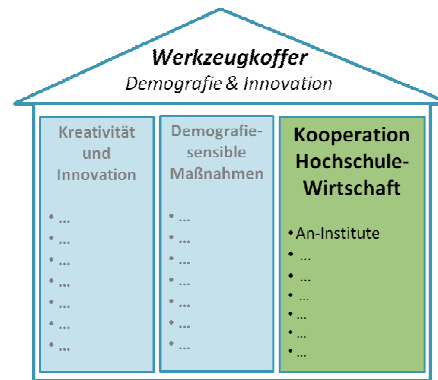 Werkzeugkoffer
Demografie & Innovation
Kreativität
und
Innovation
• ...
• ...
• ...
• ...
• ...
• ...
• ...
Demografie-
sensible
Maßnahmen
• ...
• ...
• ...
• ...
• ...
• ...
• ...
Kooperation
Hochschule-
Wirtschaft
• An-Institute
• ...
• ...
• ...
• ...
• ...
• ...